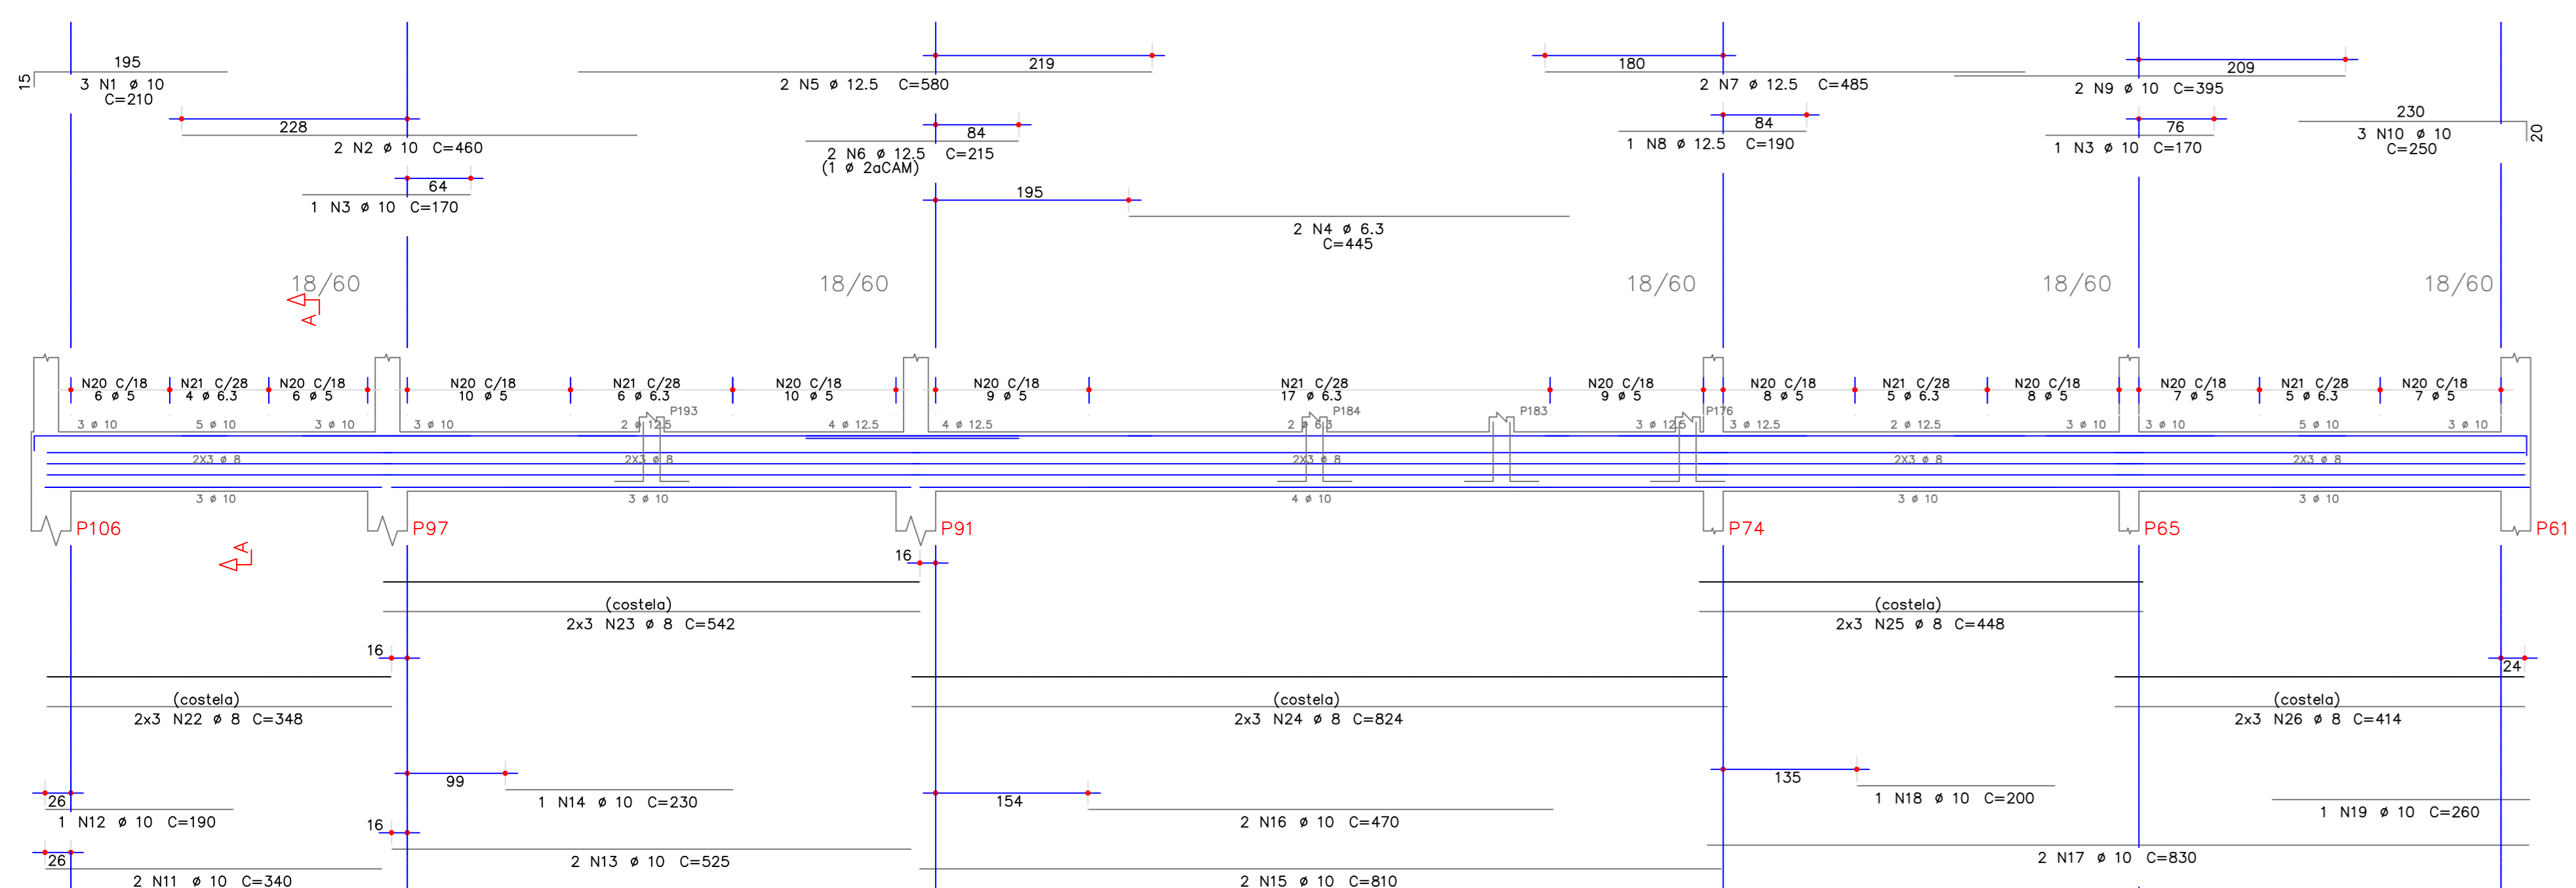 195
15
3 N1 ø 10
C=210
228
2 N2 ø 10 C=460
64
1 N3 ø 10 C=170
219
2 N5 ø 12.5 C=580
84
2 N6 ø 12.5 C=215
(1 ø 2aCAM)
195
2 N4 ø 6.3
C=445
180
2 N7 ø 12.5 C=485
84
1 N8 ø 12.5 C=190
209
2 N9 ø 10 C=395
76
1 N3 ø 10 C=170
230
3 N10 ø 10
C=250
20
18/60 18/60 18/60 18/60 18/60
A
N20 C/18 N21 C/28 N20 C/18 N20 C/18 N21 C/28 N20 C/18 N20 C/18 N21 C/28 N20 C/18 N20 C/18 N21 C/28 N20 C/18 N20 C/18 N21 C/28 N20 C/18
6 ø 5 4 ø 6.3 6 ø 5 10 ø 5 6 ø 6.3 10 ø 5 9 ø 5 17 ø 6.3 9 ø 5 8 ø 5 5 ø 6.3 8 ø 5 7 ø 5 5 ø 6.3 7 ø 5
P193 P184 P183 P176
3 ø 10 5 ø 10 3 ø 10 3 ø 10 2 ø 12.5 4 ø 12.5 4 ø 12.5 2 ø 6.3 3 ø 12.5 3 ø 12.5 2 ø 12.5 3 ø 10 3 ø 10 5 ø 10 3 ø 10
2X3 ø 8 2X3 ø 8 2X3 ø 8 2X3 ø 8 2X3 ø 8
3 ø 10 3 ø 10 4 ø 10 3 ø 10 3 ø 10
P106 P97 P91 P74 P65 P61
A
16
(costela)
2x3 N23 ø 8 C=542
(costela)
2x3 N25 ø 8 C=448
16
24
(costela)
2x3 N22 ø 8 C=348
(costela)
2x3 N24 ø 8 C=824
(costela)
2x3 N26 ø 8 C=414
26
1 N12 ø 10 C=190
99
1 N14 ø 10 C=230
154
2 N16 ø 10 C=470
135
1 N18 ø 10 C=200
1 N19 ø 10 C=260
26
2 N11 ø 10 C=340
16
2 N13 ø 10 C=525
2 N15 ø 10 C=810
2 N17 ø 10 C=830